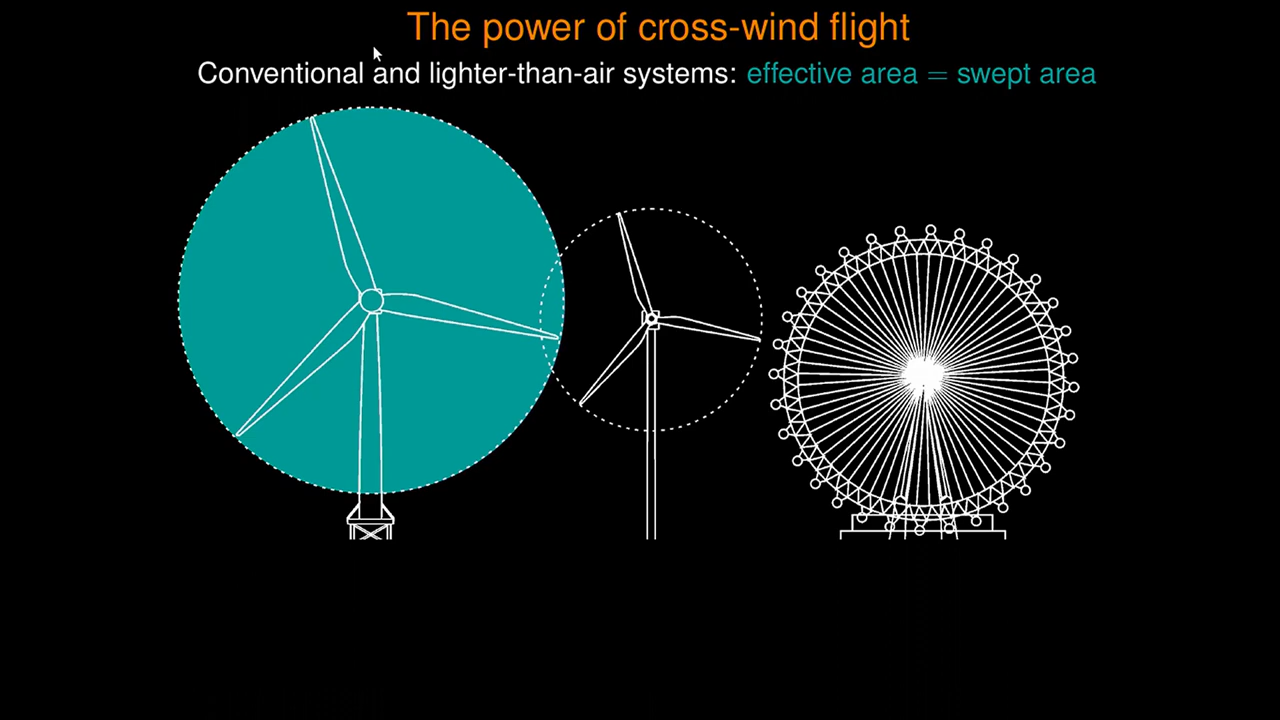 The power of cross-wind flight
Conventional and lighter-than-air systems: effective area = swept area